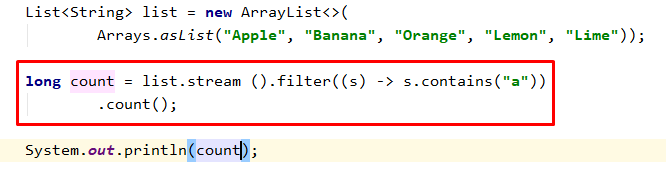 List<String> list = new ArrayList<>(
Arrays.asList("Apple", "Banana", "Orange", "Lemon", "Lime"));
long count = list.stream ().filter((s) -> s.contains("a"))
.count();
System.out.println(count);